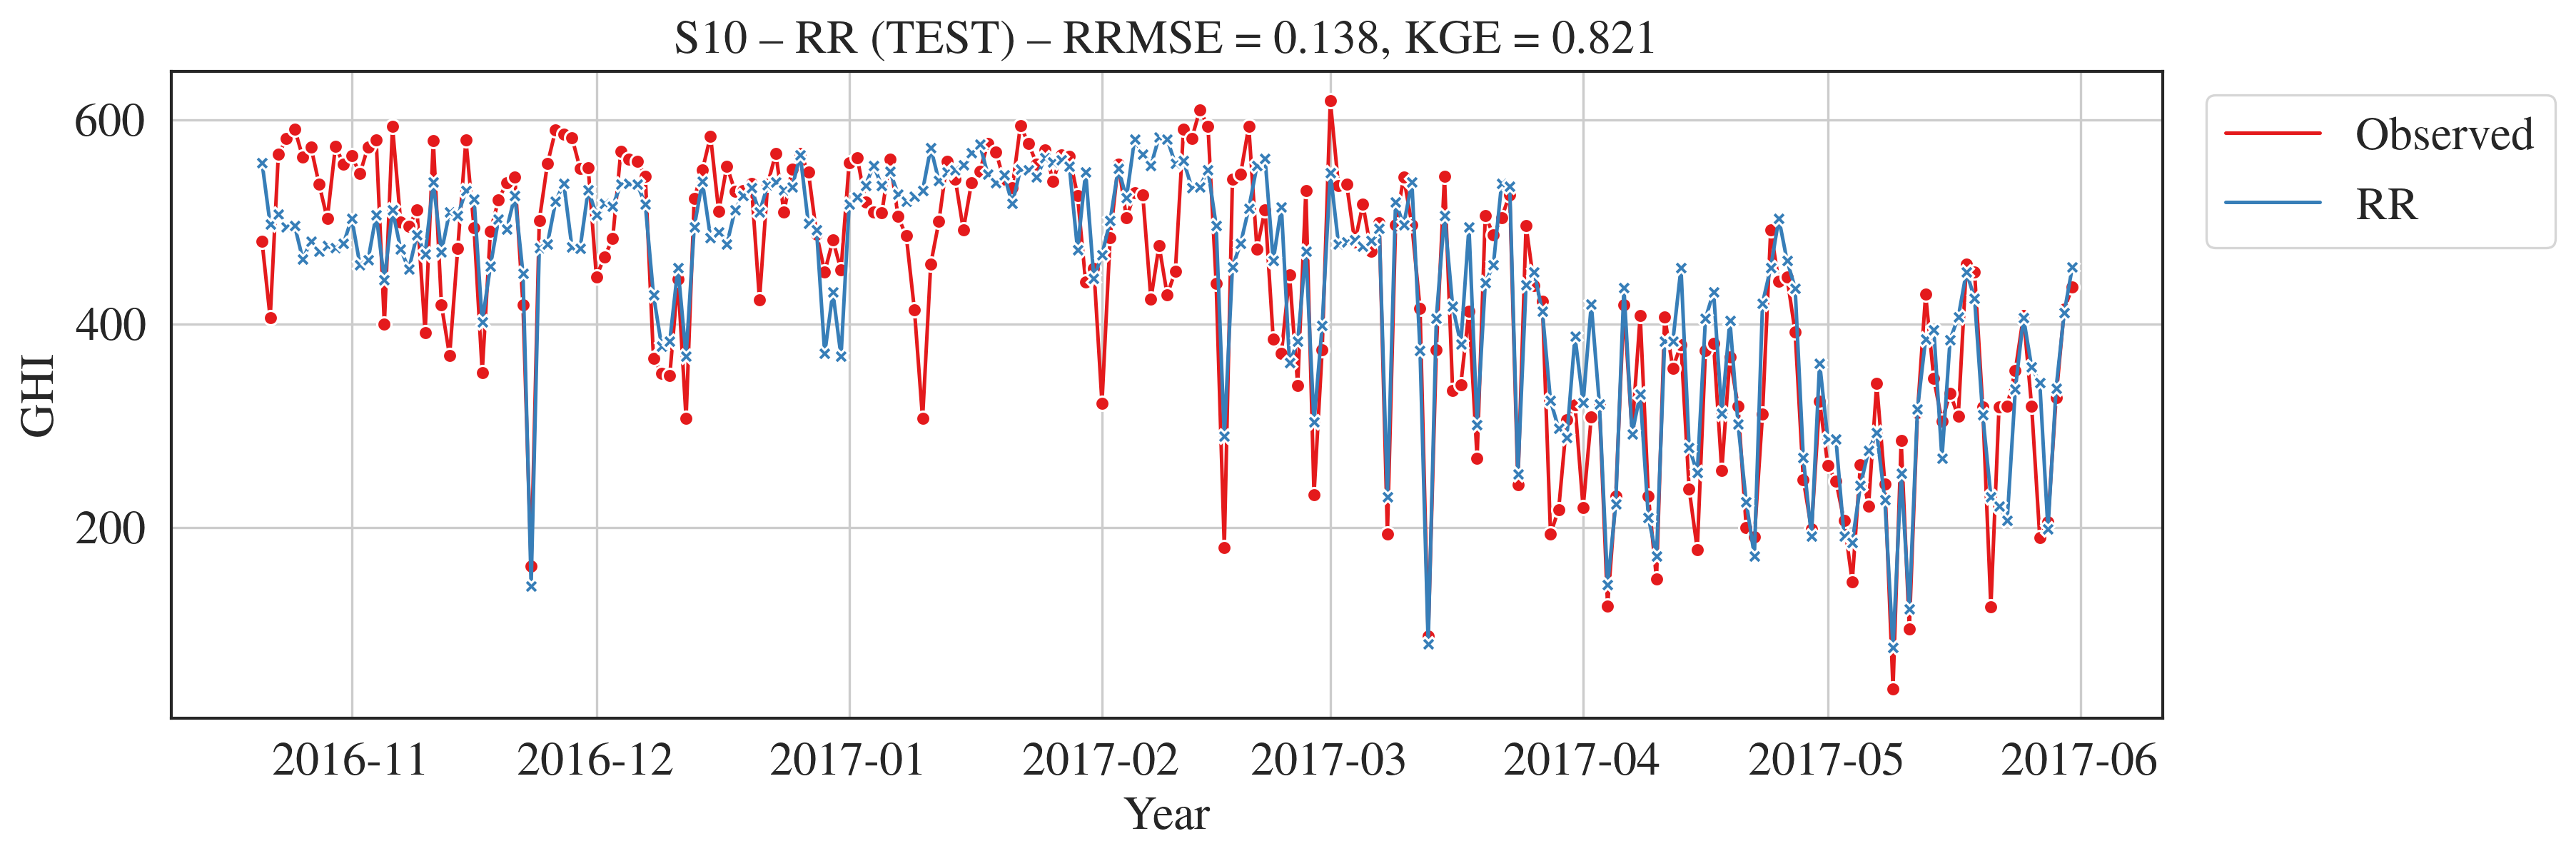 S10 – RR (TEST) – RRMSE = 0.138, KGE = 0.821
600
400
200
GHI
Observed
RR
2016-11 2016-12 2017-01 2017-02 2017-03 2017-04 2017-05 2017-06
Year